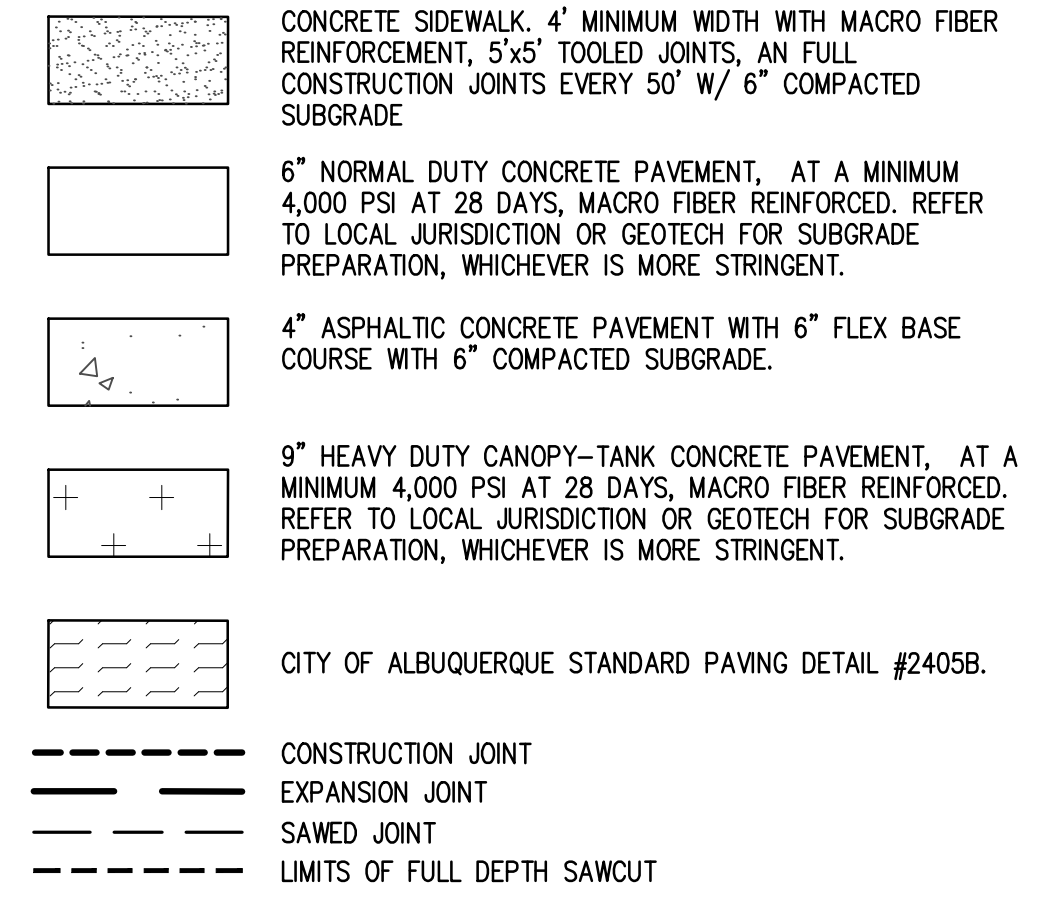 CONCRETE SIDEWALK. 4' MINIMUM WIDTH WITH MACRO FIBER
REINFORCEMENT, 5'x5' TOOLED JOINTS, AN FULL
CONSTRUCTION JOINTS EVERY 50' W/ 6" COMPACTED
SUBGRADE
6" NORMAL DUTY CONCRETE PAVEMENT, AT A MINIMUM
4,000 PSI AT 28 DAYS, MACRO FIBER REINFORCED. REFER
TO LOCAL JURISDICTION OR GEOTECH FOR SUBGRADE
PREPARATION, WHICHEVER IS MORE STRINGENT.
4" ASPHALTIC CONCRETE PAVEMENT WITH 6" FLEX BASE
COURSE WITH 6" COMPACTED SUBGRADE.
9" HEAVY DUTY CANOPY-TANK CONCRETE PAVEMENT, AT A
MINIMUM 4,000 PSI AT 28 DAYS, MACRO FIBER REINFORCED.
REFER TO LOCAL JURISDICTION OR GEOTECH FOR SUBGRADE
PREPARATION, WHICHEVER IS MORE STRINGENT.
CITY OF ALBUQUERQUE STANDARD PAVING DETAIL #2405B.
CONSTRUCTION JOINT
EXPANSION JOINT
SAWED JOINT
LIMITS OF FULL DEPTH SAWCUT